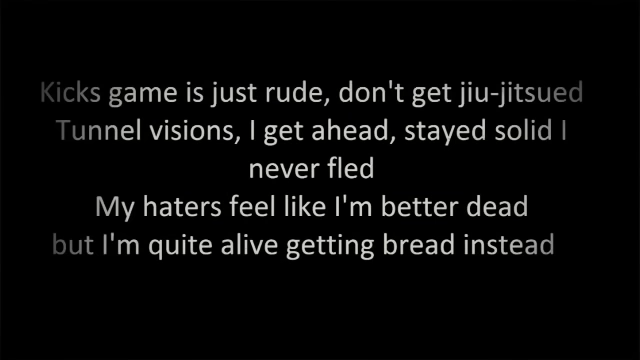 Kicks game is just rude, don't get jiu-jitsued
Tunnel visions, I get ahead, stayed solid I
never fled
My haters feel like I'm better dead
but I'm quite alive getting bread instead